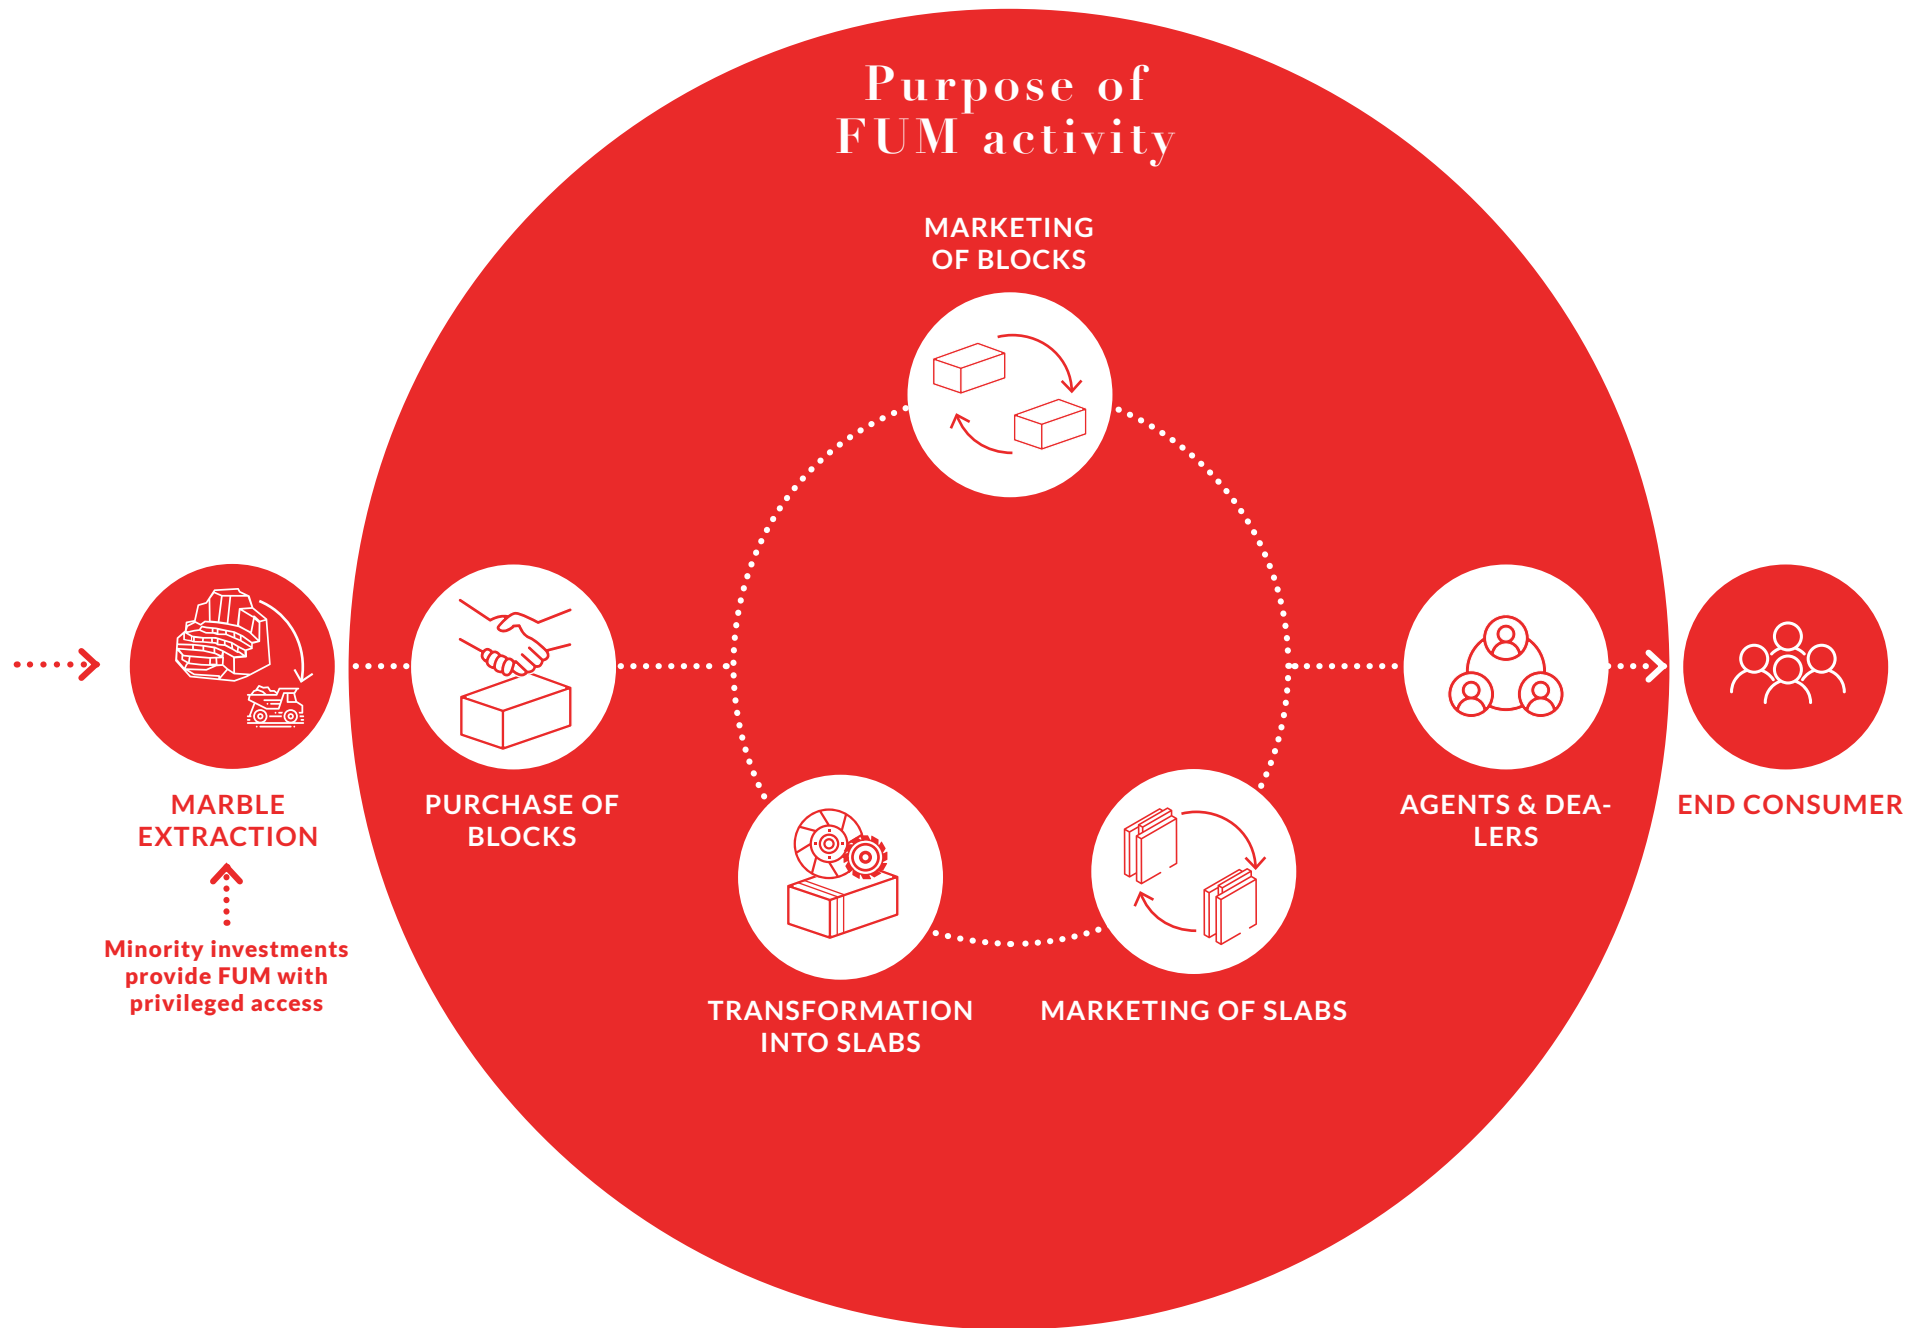 Purpose of
FUM activity
MARKETING
OF BLOCKS
MARBLE
EXTRACTION
Minority investments
provide FUM with
privileged access
PURCHASE OF
BLOCKS
TRANSFORMATION
INTO SLABS
MARKETING OF SLABS
AGENTS & DEA-
LERS
END CONSUMER